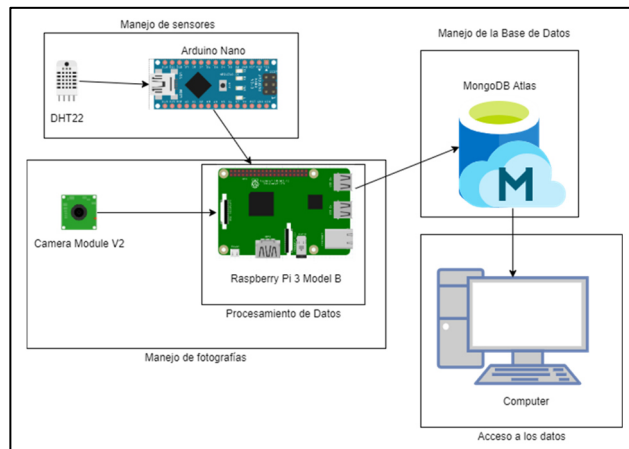 Manejo de sensores
Arduino Nano
DHT22
Manejo de la Base de Datos
MongoDB Atlas
M
Camera Module V2
Raspberry Pi 3 Model B
Procesamiento de Datos
Manejo de fotografías
Computer
Acceso a los datos